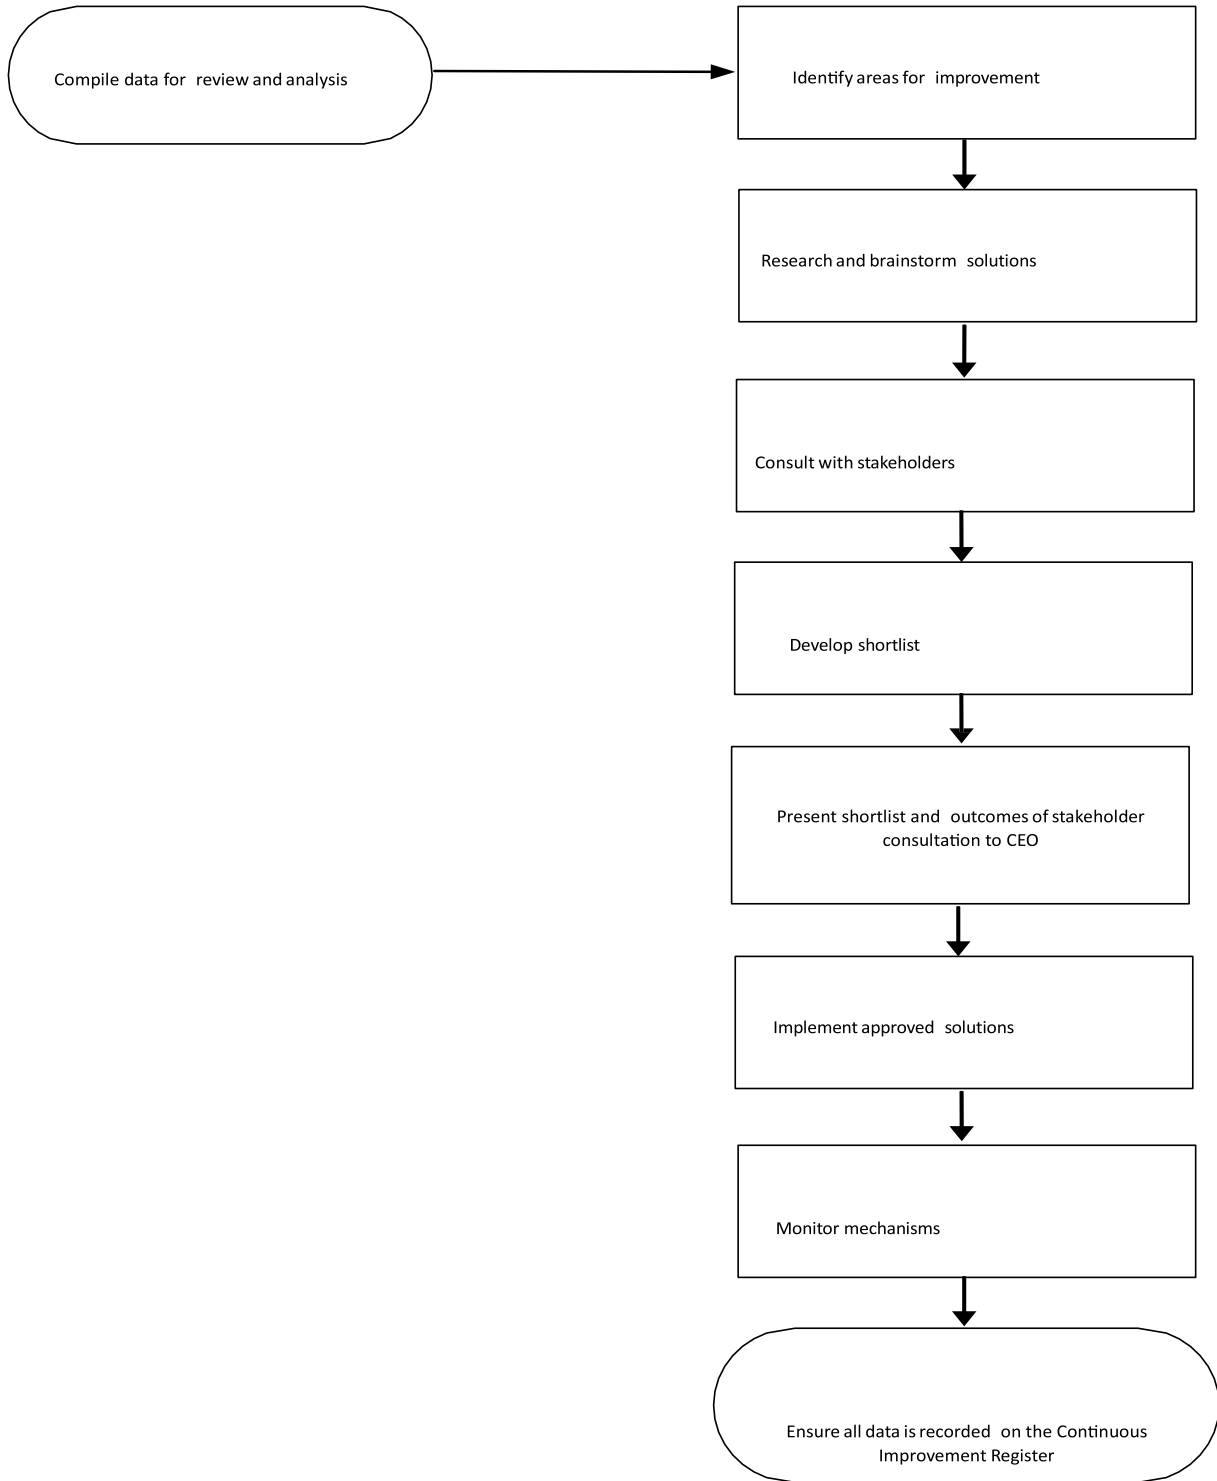 Compile data for review and analysis
Identify areas for improvement
Research and brainstorm solutions
Consult with stakeholders
Develop shortlist
Present shortlist and outcomes of stakeholder
consultation to CEO
Implement approved solutions
Monitor mechanisms
Ensure all data is recorded on the Continuous
Improvement Register